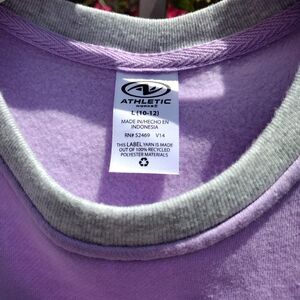 ATHLETIC
WORKS®
L (10-12)
MADE IN/HECHO EN
INDONESIA
RN# 52469 V14
THIS LABEL YARN IS MADE
OUT OF 100% RECYCLED
POLYESTER MATERIALS